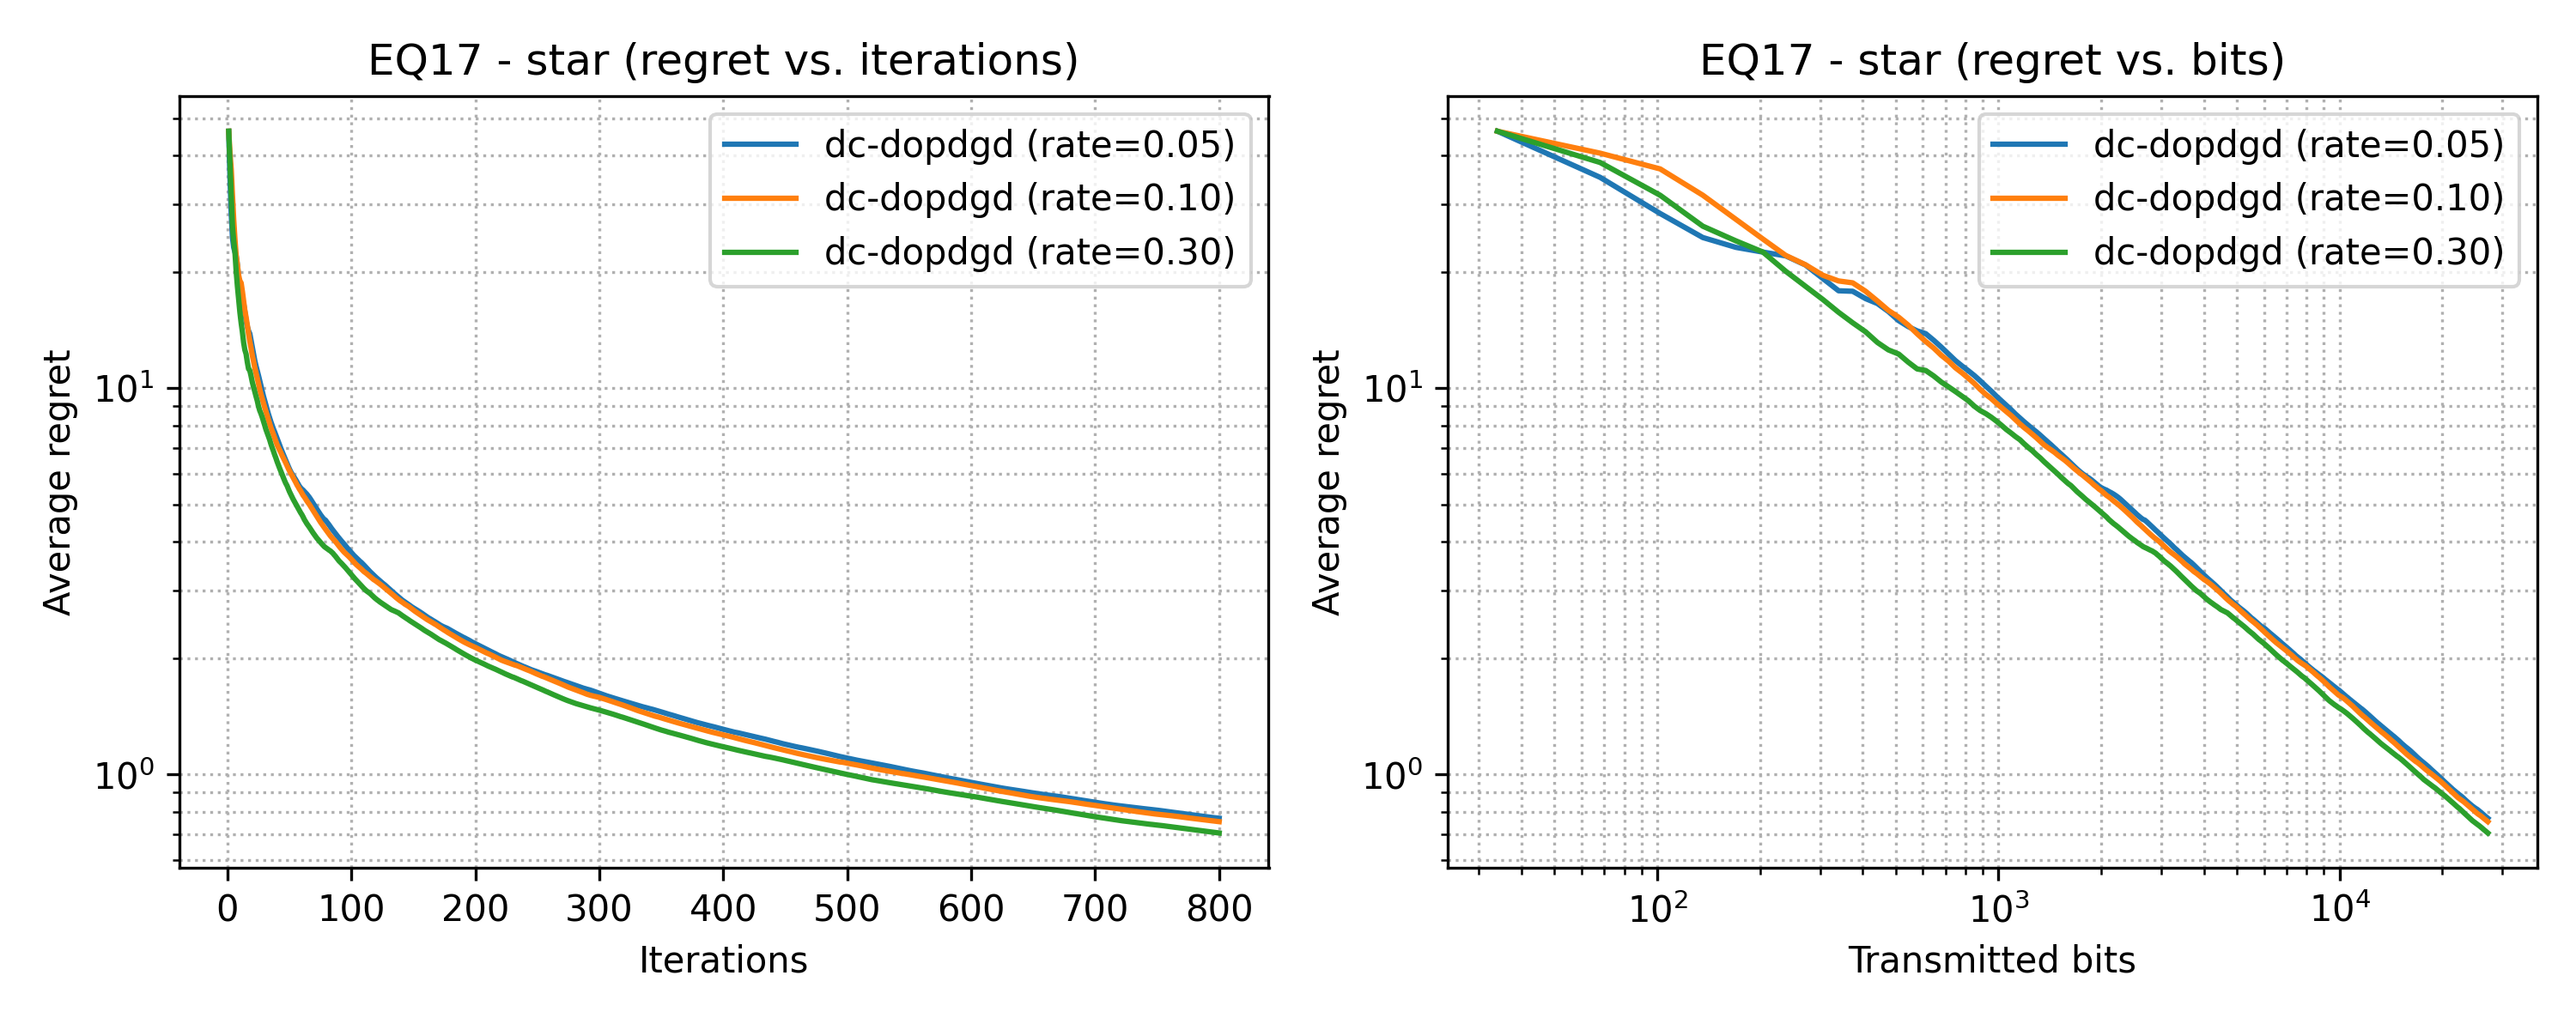 EQ17 - star (regret vs. iterations)
dc-dopdgd (rate=0.05)
dc-dopdgd (rate=0.10)
dc-dopdgd (rate=0.30)
Average regret
10¹
10⁰
0 100 200 300 400 500 600 700 800
Iterations
EQ17 - star (regret vs. bits)
dc-dopdgd (rate=0.05)
dc-dopdgd (rate=0.10)
dc-dopdgd (rate=0.30)
Average regret
10¹
10⁰
10² 10³ 10⁴
Transmitted bits